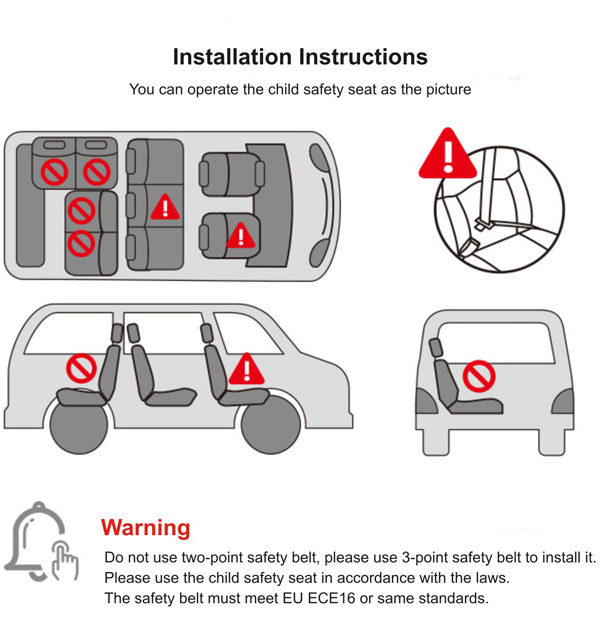 Installation Instructions
You can operate the child safety seat as the picture
Warning
Do not use two-point safety belt, please use 3-point safety belt to install it.
Please use the child safety seat in accordance with the laws.
The safety belt must meet EU ECE16 or same standards.